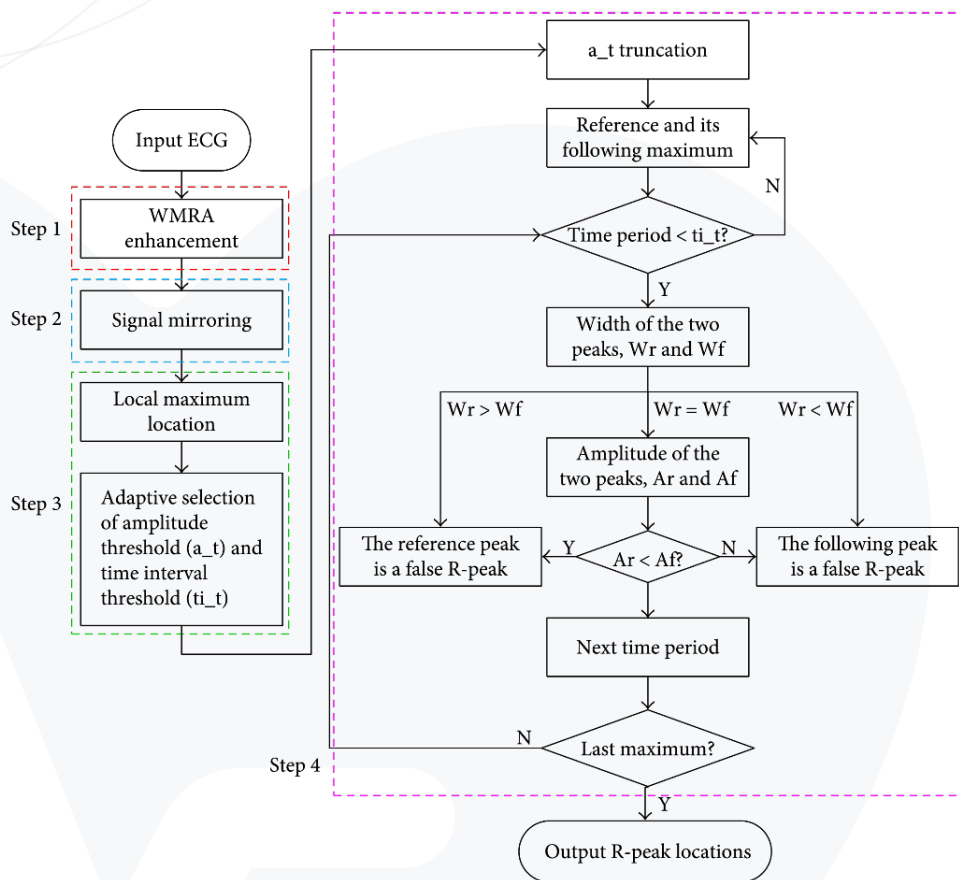 Input ECG
Step 1
WMRA
enhancement
Step 2
Signal mirroring
Local maximum
location
Step 3
Adaptive selection
of amplitude
threshold (a_t) and
time interval
threshold (ti_t)
a_t truncation
Reference and its
following maximum
N
Time period < ti_t?
Y
Width of the two
peaks, Wr and Wf
Wr > Wf
Wr = Wf
Wr < Wf
Amplitude of the
two peaks, Ar and Af
The reference peak
is a false R-peak
Y
Ar < Af?
N
The following peak
is a false R-peak
Next time period
N
Last maximum?
Step 4
Y
Output R-peak locations